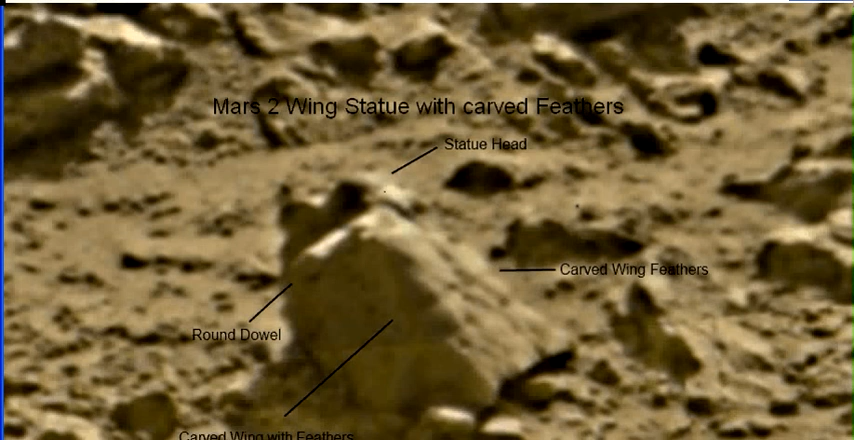 Mars 2 Wing Statue with carved Feathers
Statue Head
Carved Wing Feathers
Round Dowel
Carved Wing with Feathers